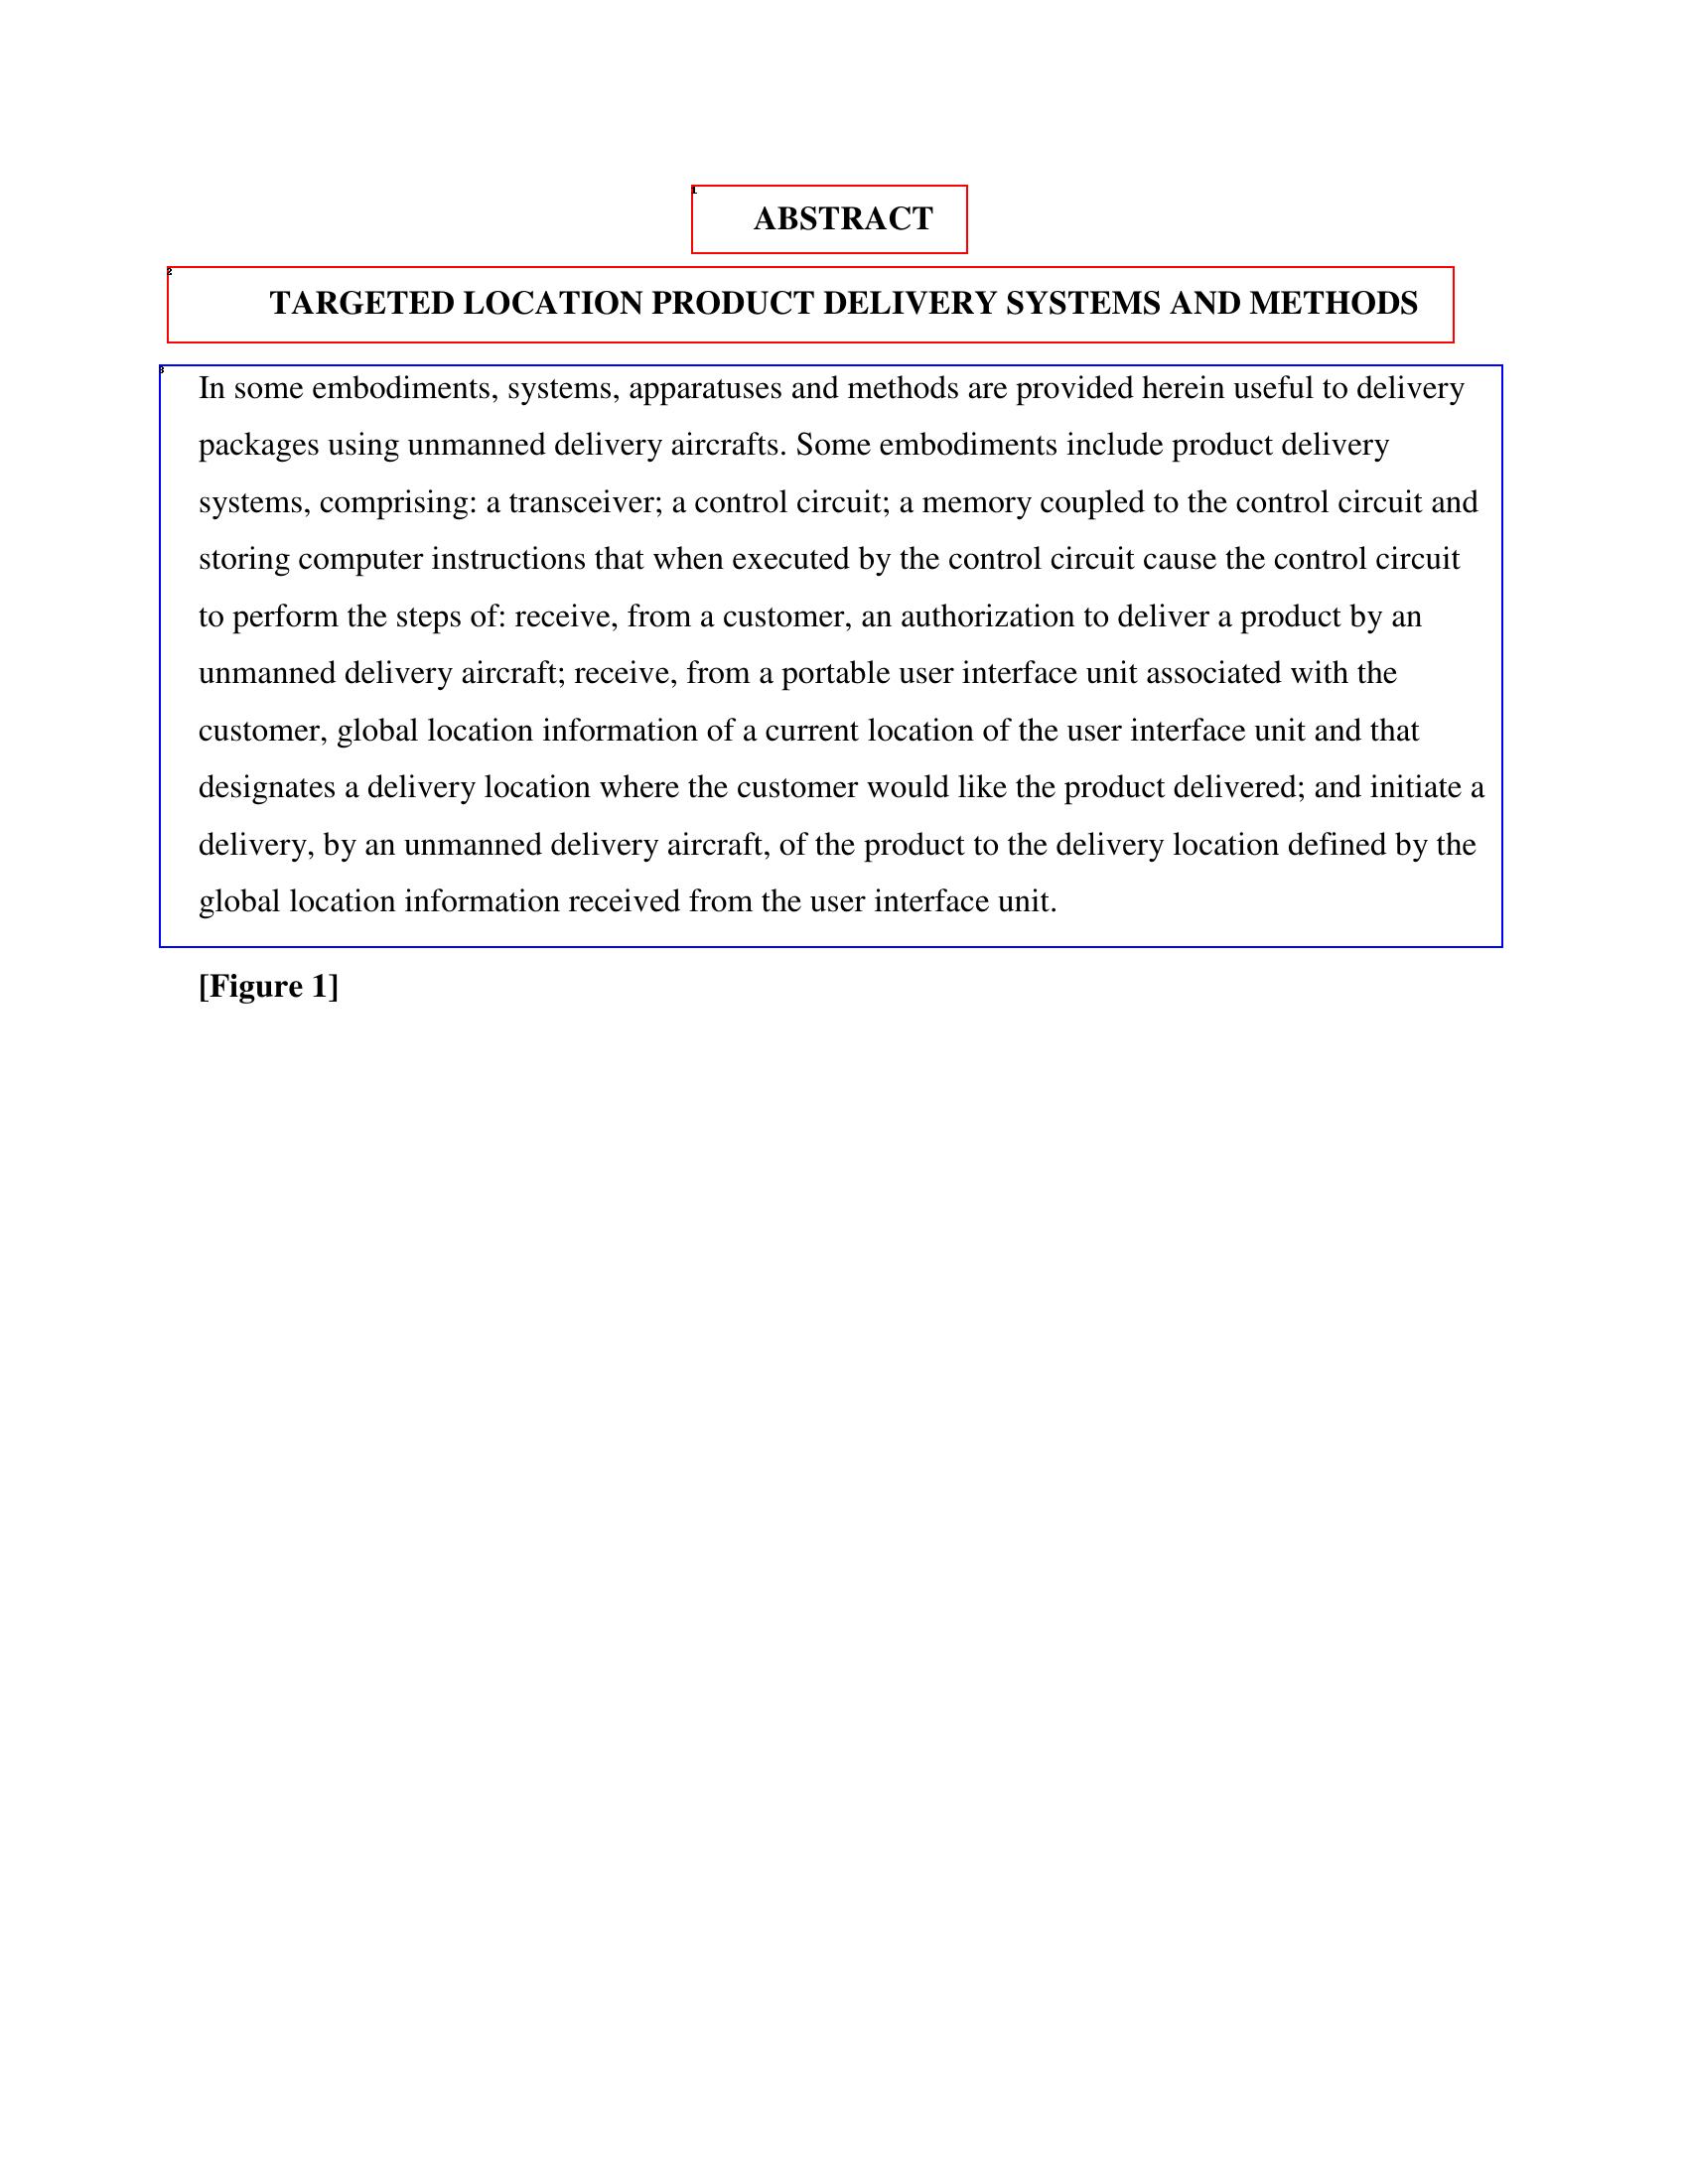 1
ABSTRACT
2
TARGETED LOCATION PRODUCT DELIVERY SYSTEMS AND METHODS
3
In some embodiments, systems, apparatuses and methods are provided herein useful to delivery
packages using unmanned delivery aircrafts. Some embodiments include product delivery
systems, comprising: a transceiver; a control circuit; a memory coupled to the control circuit and
storing computer instructions that when executed by the control circuit cause the control circuit
to perform the steps of: receive, from a customer, an authorization to deliver a product by an
unmanned delivery aircraft; receive, from a portable user interface unit associated with the
customer, global location information of a current location of the user interface unit and that
designates a delivery location where the customer would like the product delivered; and initiate a
delivery, by an unmanned delivery aircraft, of the product to the delivery location defined by the
global location information received from the user interface unit.
[Figure 1]